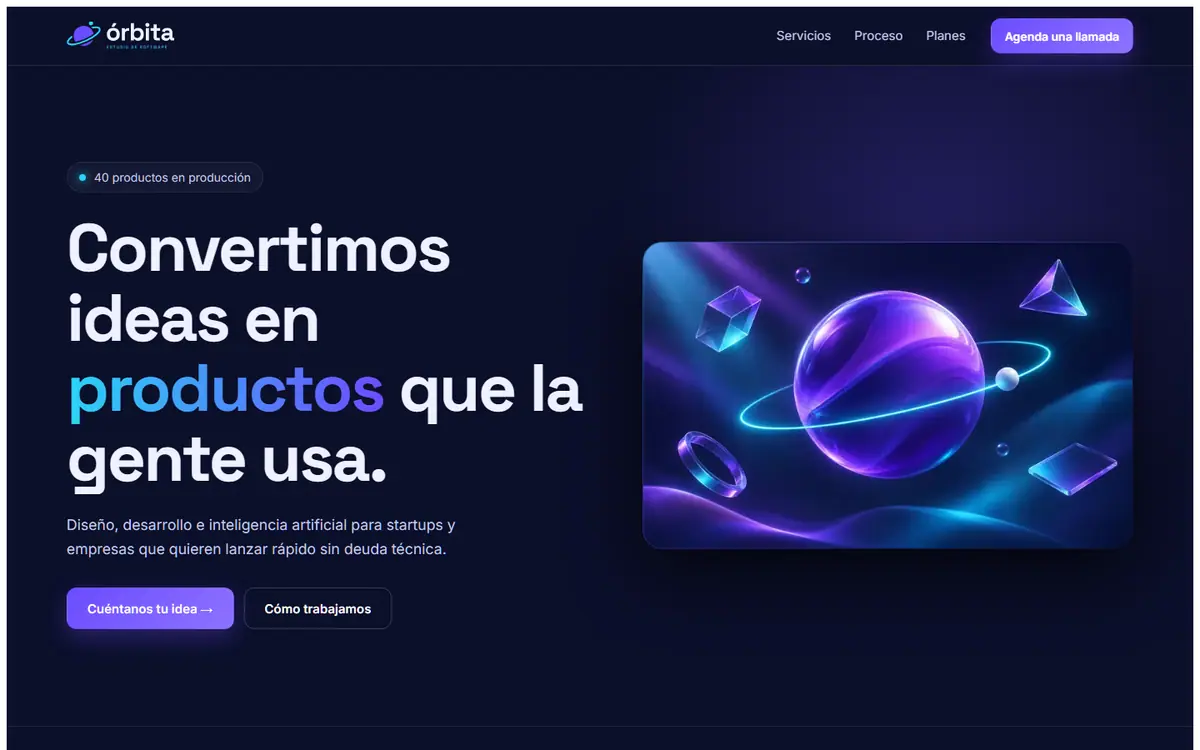 órbita
ESTUDIO DE SOFTWARE
Servicios
Proceso
Planes
Agenda una llamada
40 productos en producción
Convertimos
ideas en
productos que la
gente usa.
Diseño, desarrollo e inteligencia artificial para startups y
empresas que quieren lanzar rápido sin deuda técnica.
Cuéntanos tu idea →
Cómo trabajamos